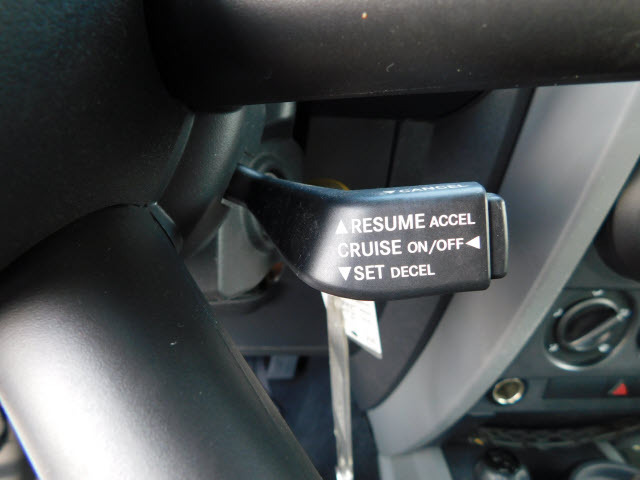 ▼CANCEL
▲RESUME ACCEL
CRUISE ON/OFF◀
▼SET DECEL